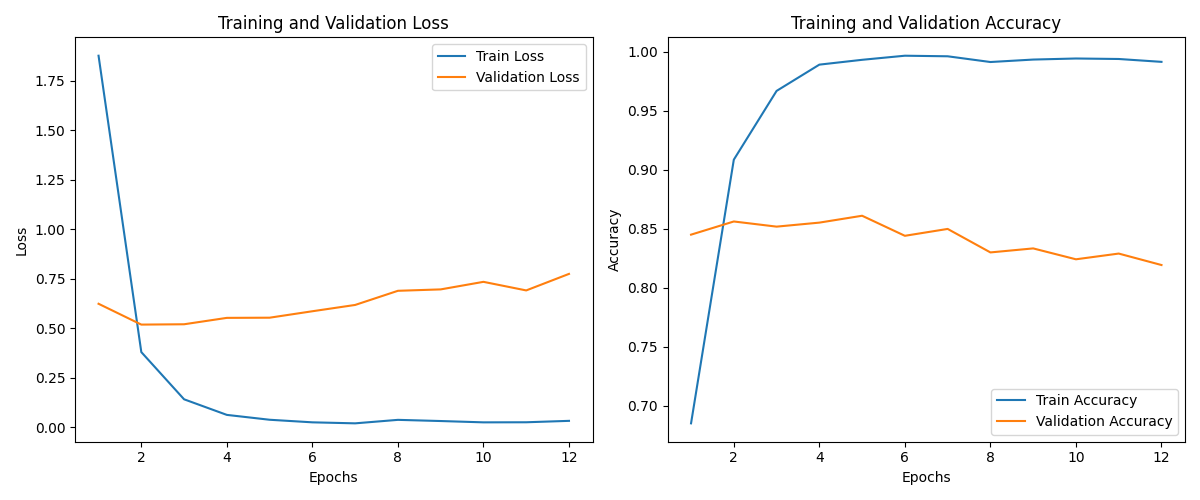 Training and Validation Loss
Train Loss
Validation Loss
1.75
1.50
1.25
1.00
0.75
0.50
0.25
0.00
Loss
2 4 6 8 10 12
Epochs
Training and Validation Accuracy
1.00
0.95
0.90
0.85
0.80
0.75
0.70
Accuracy
Train Accuracy
Validation Accuracy
2 4 6 8 10 12
Epochs